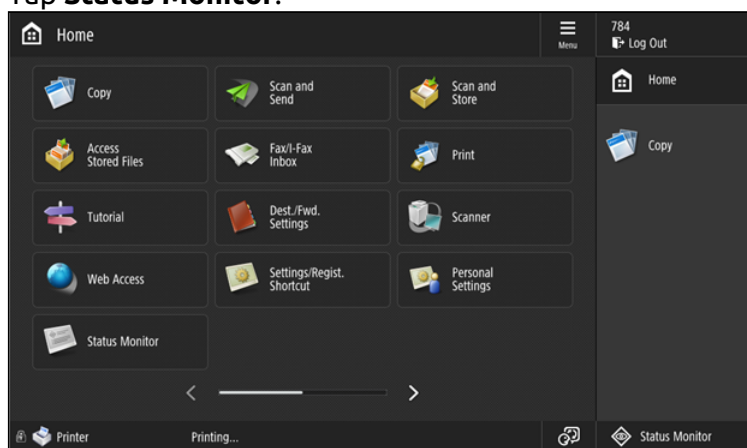 Tap Status Monitor.
Home
Menu
784
Log Out
Home
Copy
Copy
Scan and
Send
Scan and
Store
Access
Stored Files
Fax/I-Fax
Inbox
Print
Tutorial
Dest./Fwd.
Settings
Scanner
Web Access
Settings/Regist.
Shortcut
Personal
Settings
Status Monitor
Printer
Printing...
Status Monitor